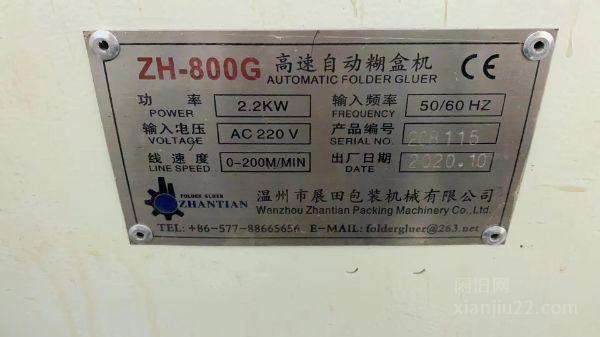 ZH-800G 高速自动糊盒机
AUTOMATIC FOLDER GLUER CE
功率 2.2KW 输入频率 50/60 HZ
POWER FREQUENCY
输入电压 AC 220 V 产品编号
VOLTAGE SERIAL NO.
线速度 0-200M/MIN 出厂日期 2020.10
LINE SPEED DATE
FOLDER GLUER
ZHANTIAN
温州市展田包装机械有限公司
Wenzhou Zhantian Packing Machinery Co.,Ltd.
TEL: +86-577-88665656 E-MAIL: foldergluer@263.net
闲旧网
xianjiu22.com